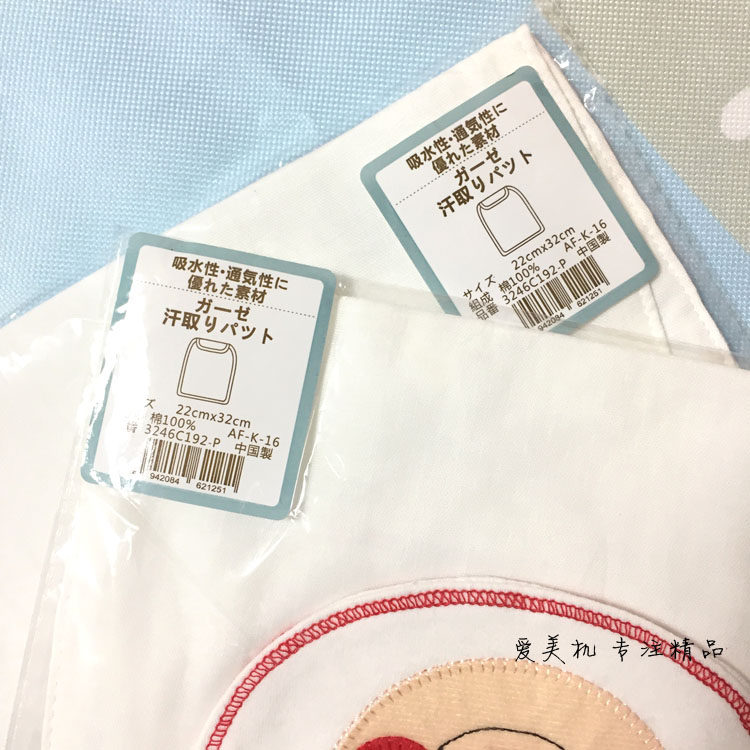 吸水性・通気性に
優れた素材
ガーゼ
汗取りパット
サイズ 22cmx32cm
組成 棉100% AF-K-16
品番 3246C192-P 中国製
942084 621251
吸水性・通気性に
優れた素材
ガーゼ
汗取りパット
ズ 22cmx32cm
棉100% AF-K-16
番 3246C192-P 中国製
942084 621251
爱美机 专注精品